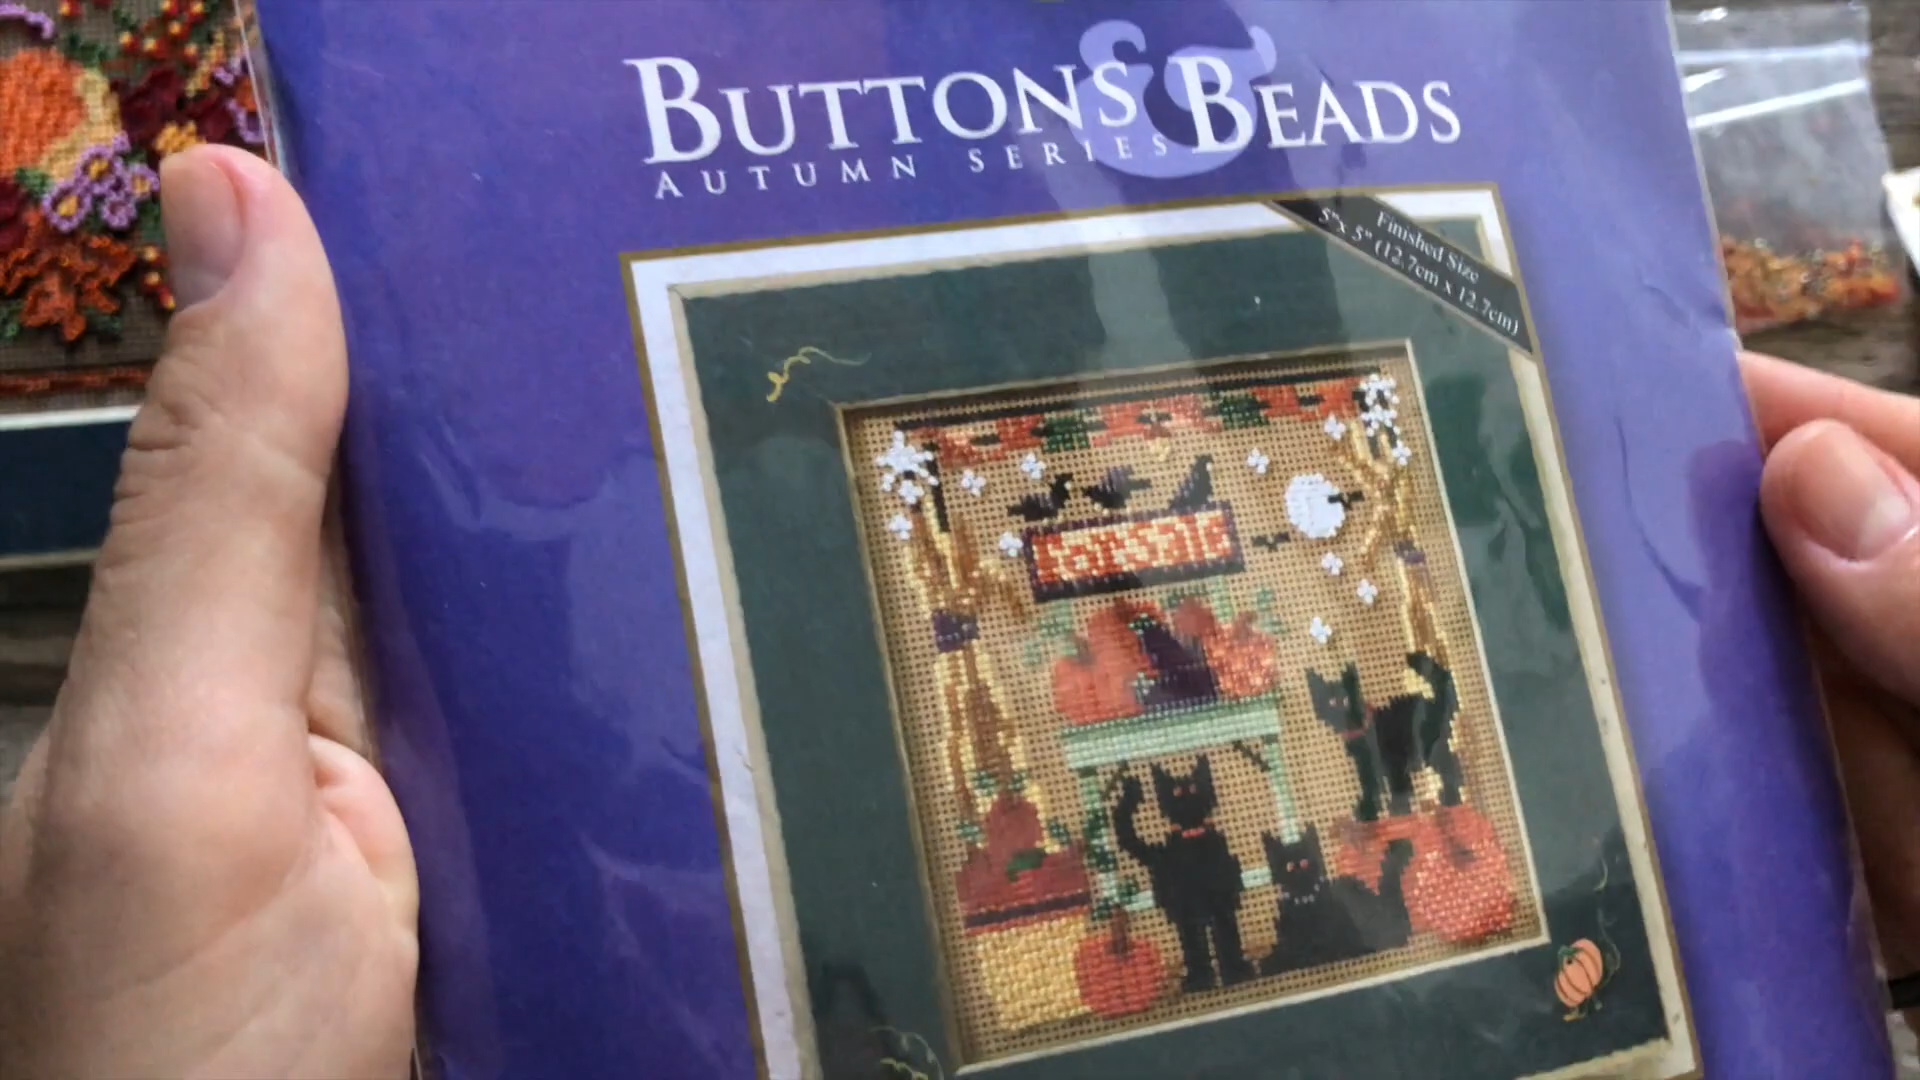 BUTTONS & BEADS
AUTUMN SERIES
Finished Size
5" x 5" (12.7cm x 12.7cm)